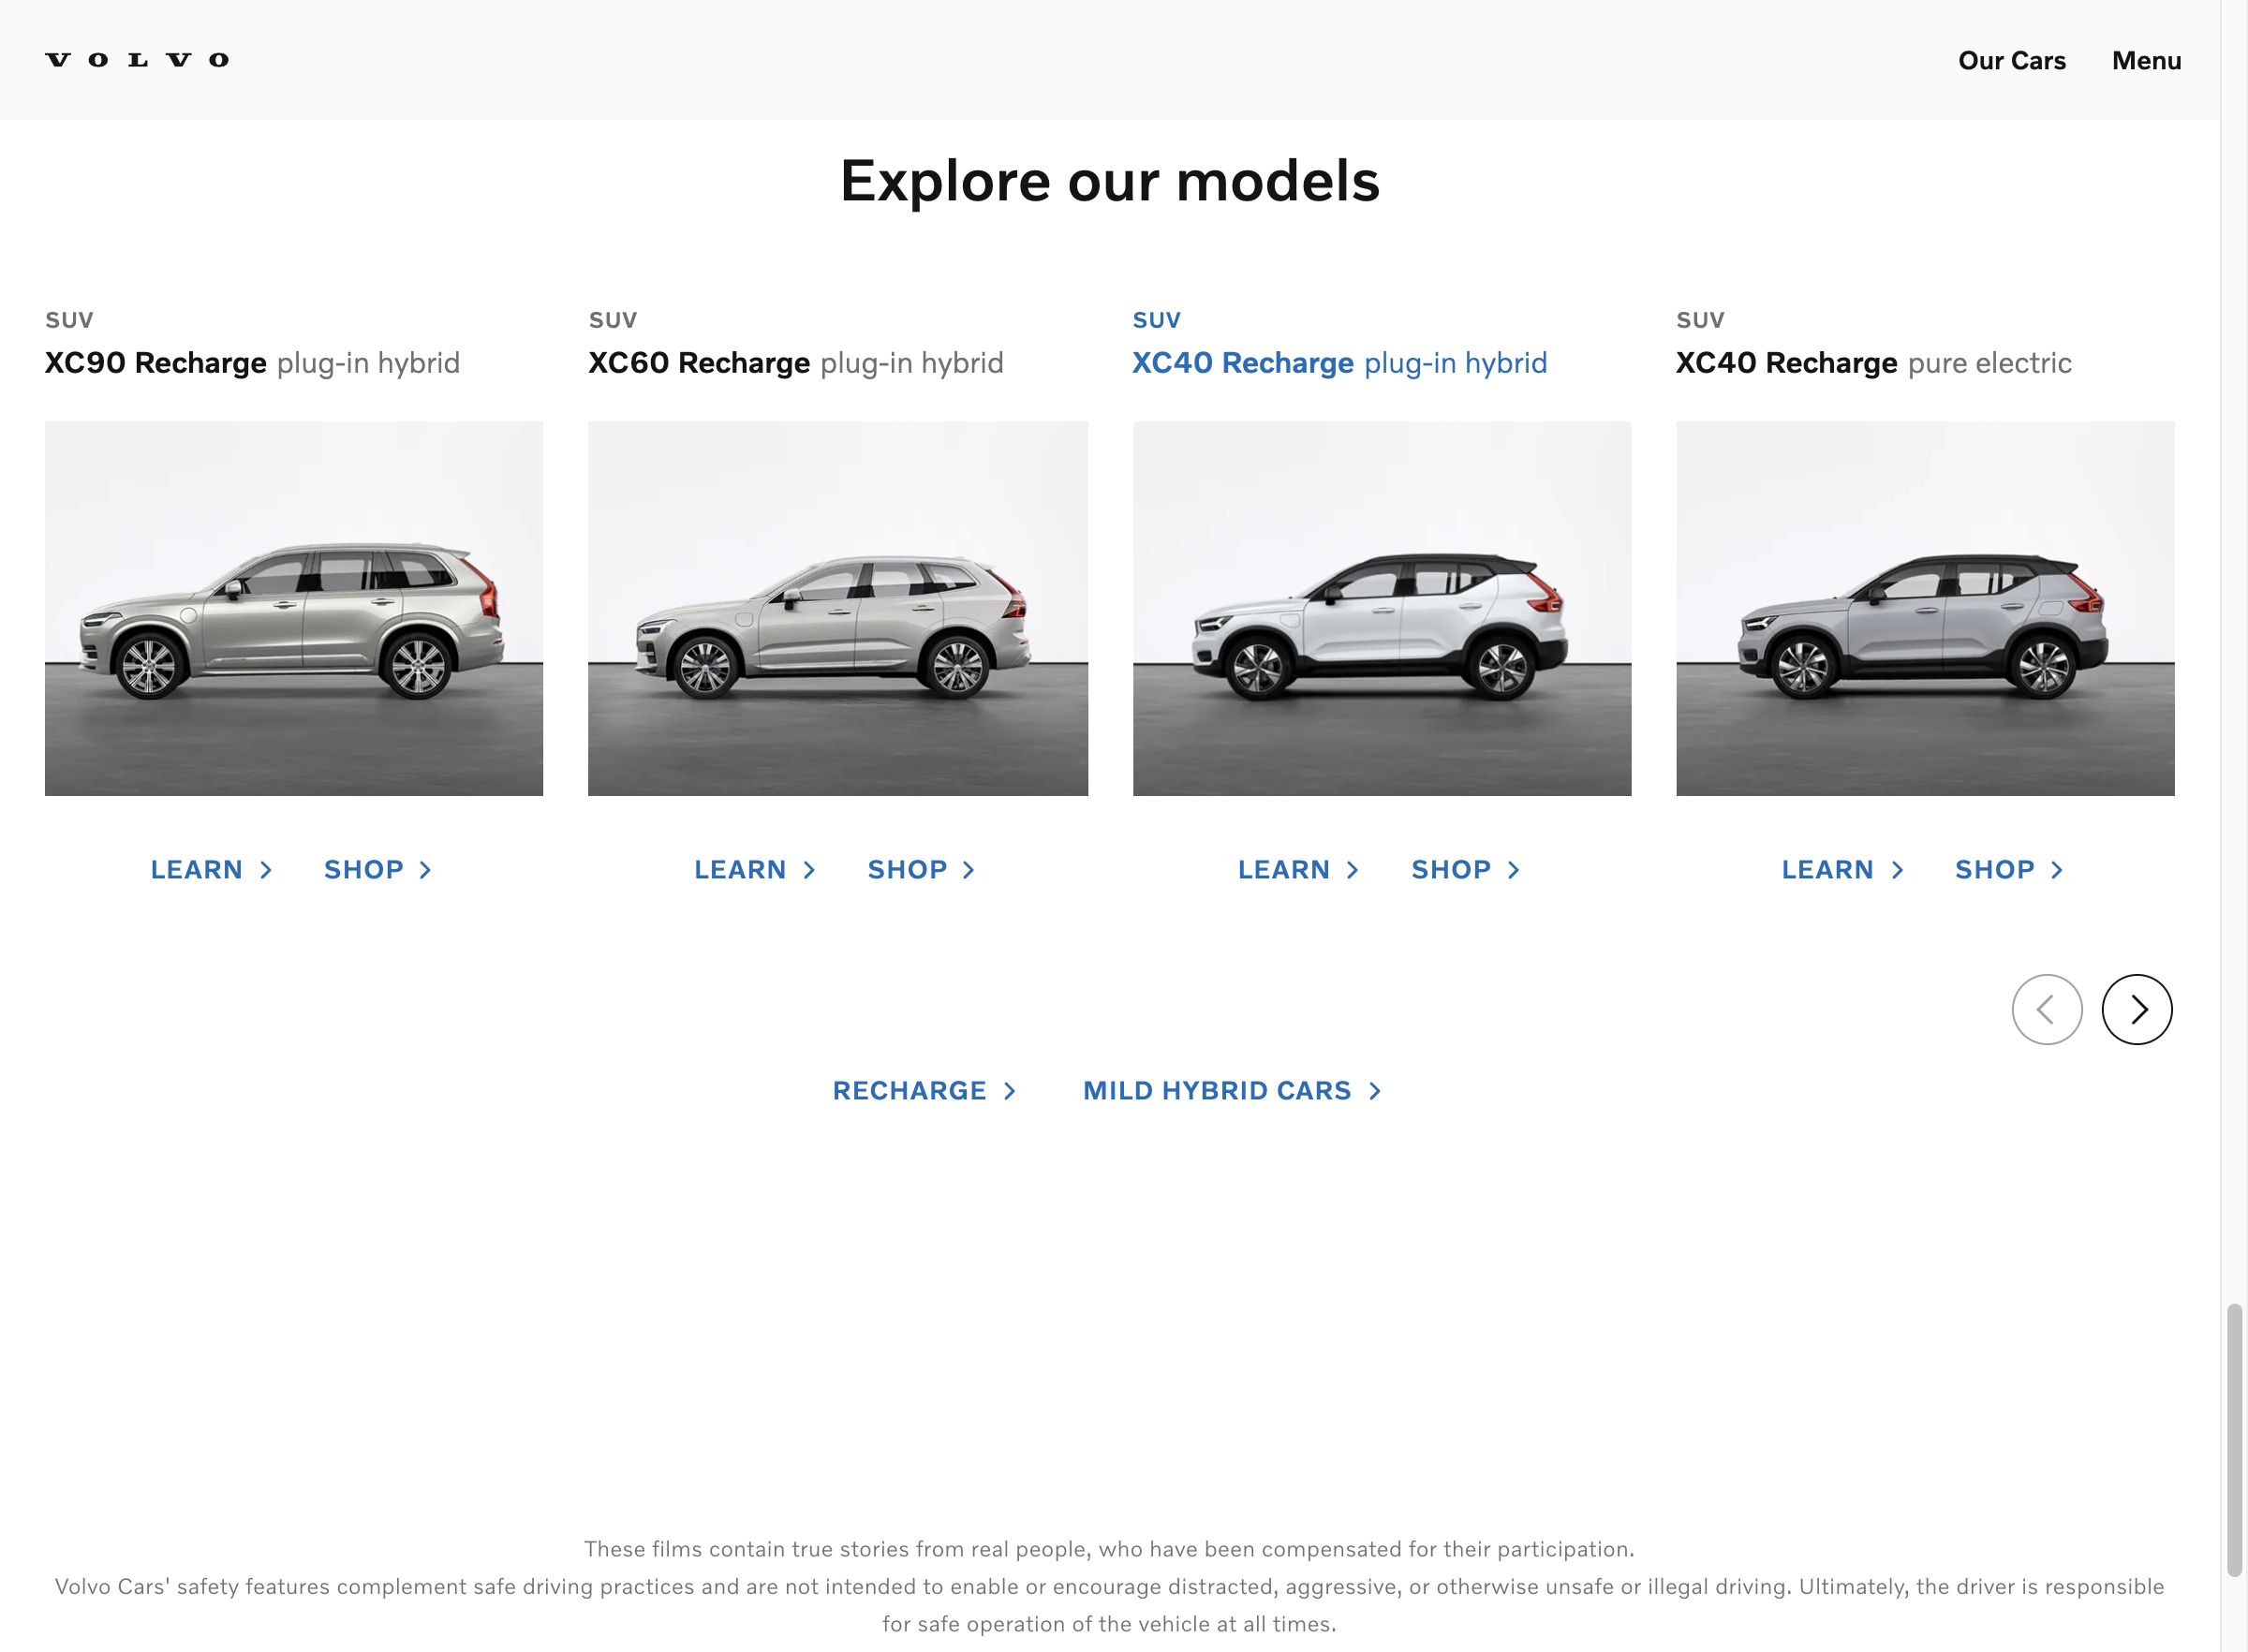 VOLVO
Our Cars
Menu
Explore our models
SUV
XC90 Recharge plug-in hybrid
LEARN
SHOP
SUV
XC60 Recharge plug-in hybrid
LEARN
SHOP
SUV
XC40 Recharge plug-in hybrid
LEARN
SHOP
SUV
XC40 Recharge pure electric
LEARN
SHOP
RECHARGE
MILD HYBRID CARS
These films contain true stories from real people, who have been compensated for their participation.
Volvo Cars' safety features complement safe driving practices and are not intended to enable or encourage distracted, aggressive, or otherwise unsafe or illegal driving. Ultimately, the driver is responsible
for safe operation of the vehicle at all times.